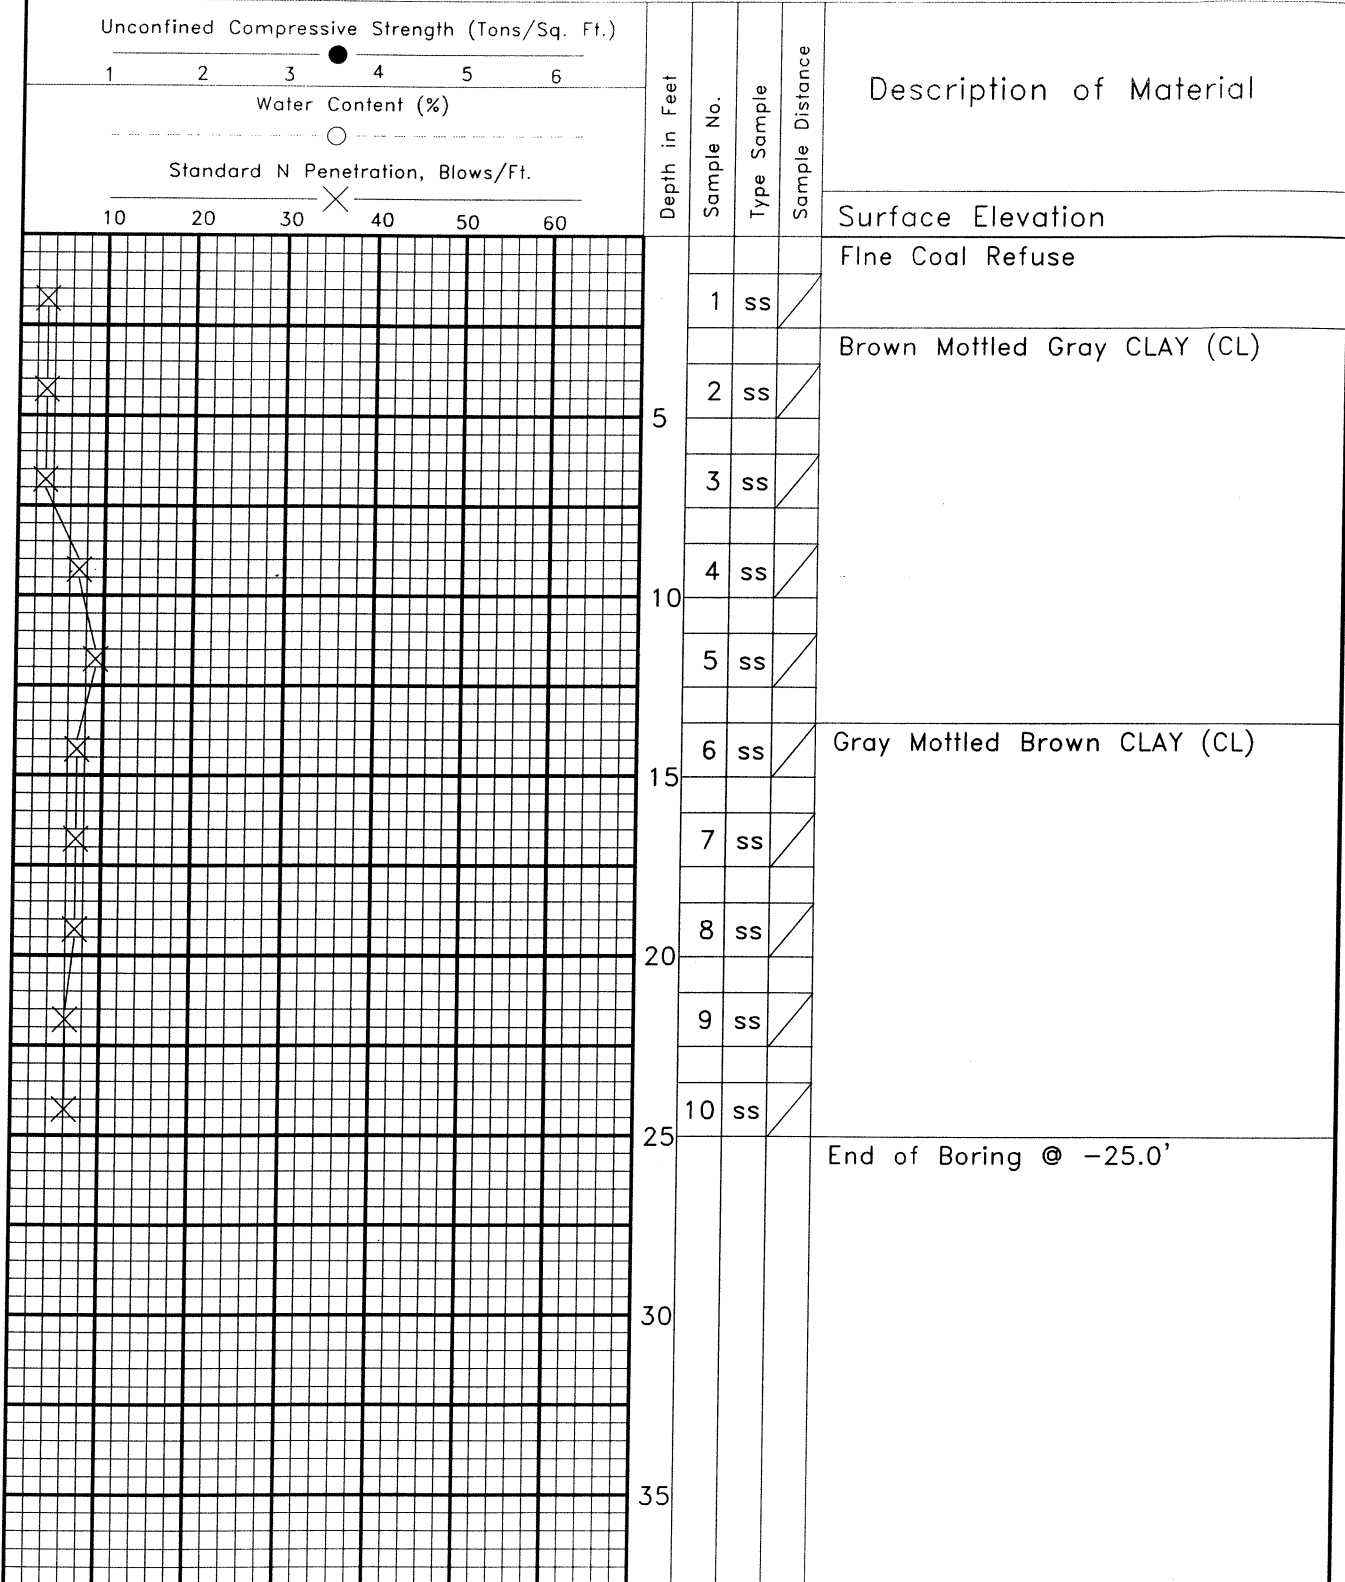 Unconfined Compressive Strength (Tons/Sq. Ft.)
1 2 3 4 5 6
Water Content (%)
Standard N Penetration, Blows/Ft.
10 20 30 40 50 60
Depth in Feet
Sample No.
Type Sample
Sample Distance
Description of Material
Surface Elevation
FIne Coal Refuse
1 ss
Brown Mottled Gray CLAY (CL)
2 ss
5
3 ss
4 ss
10
5 ss
6 ss Gray Mottled Brown CLAY (CL)
15
7 ss
8 ss
20
9 ss
10 ss
25
End of Boring @ -25.0'
30
35